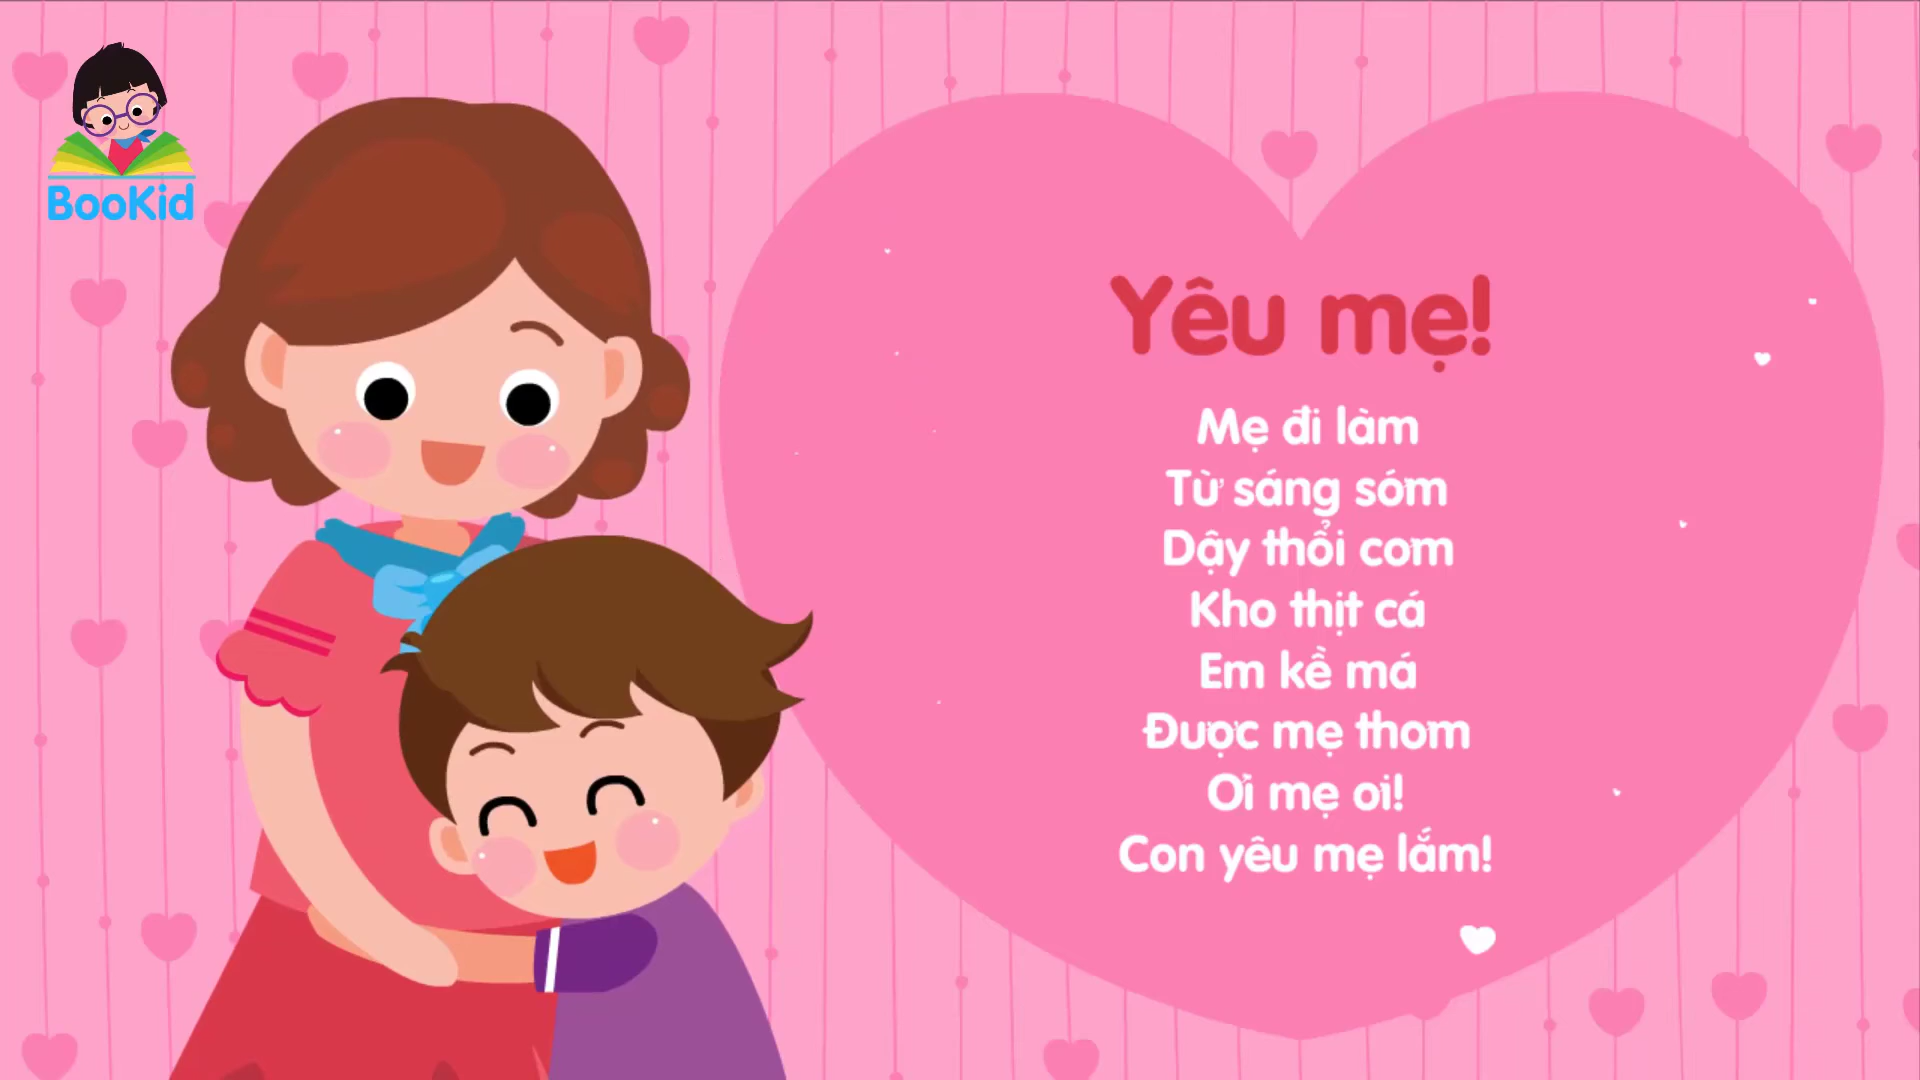 BooKid
Yêu mẹ!
Mẹ đi làm
Từ sáng sớm
Dậy thổi cơm
Kho thịt cá
Em kề má
Được mẹ thơm
Ơi mẹ ơi!
Con yêu mẹ lắm!